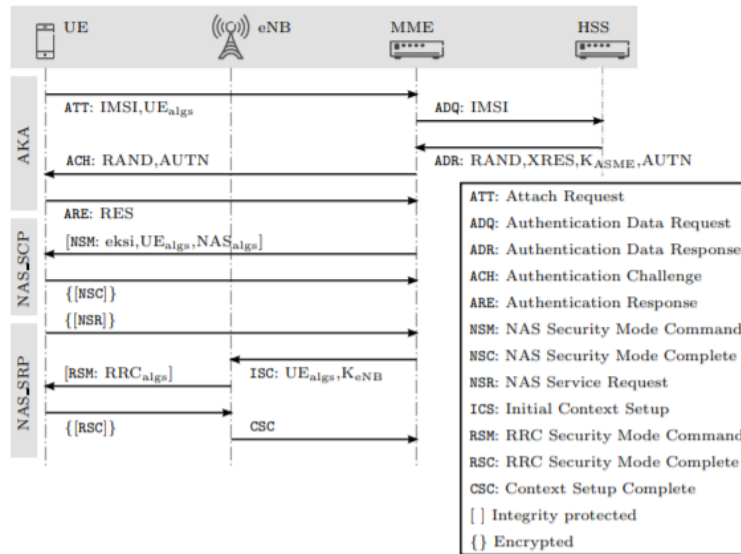 UE
eNB
MME
HSS
AKA
ATT: IMSI,UEalgs
ADQ: IMSI
ACH: RAND,AUTN
ADR: RAND,XRES,KASME,AUTN
ARE: RES
NAS_SCP
[NSM: eksi,UEalgs,NASalgs]
{[NSC]}
{[NSR]}
NAS_SRP
[RSM: RRCalgs]
ISC: UEalgs,KeNB
{[RSC]}
CSC
ATT: Attach Request
ADQ: Authentication Data Request
ADR: Authentication Data Response
ACH: Authentication Challenge
ARE: Authentication Response
NSM: NAS Security Mode Command
NSC: NAS Security Mode Complete
NSR: NAS Service Request
ICS: Initial Context Setup
RSM: RRC Security Mode Command
RSC: RRC Security Mode Complete
CSC: Context Setup Complete
[ ] Integrity protected
{} Encrypted